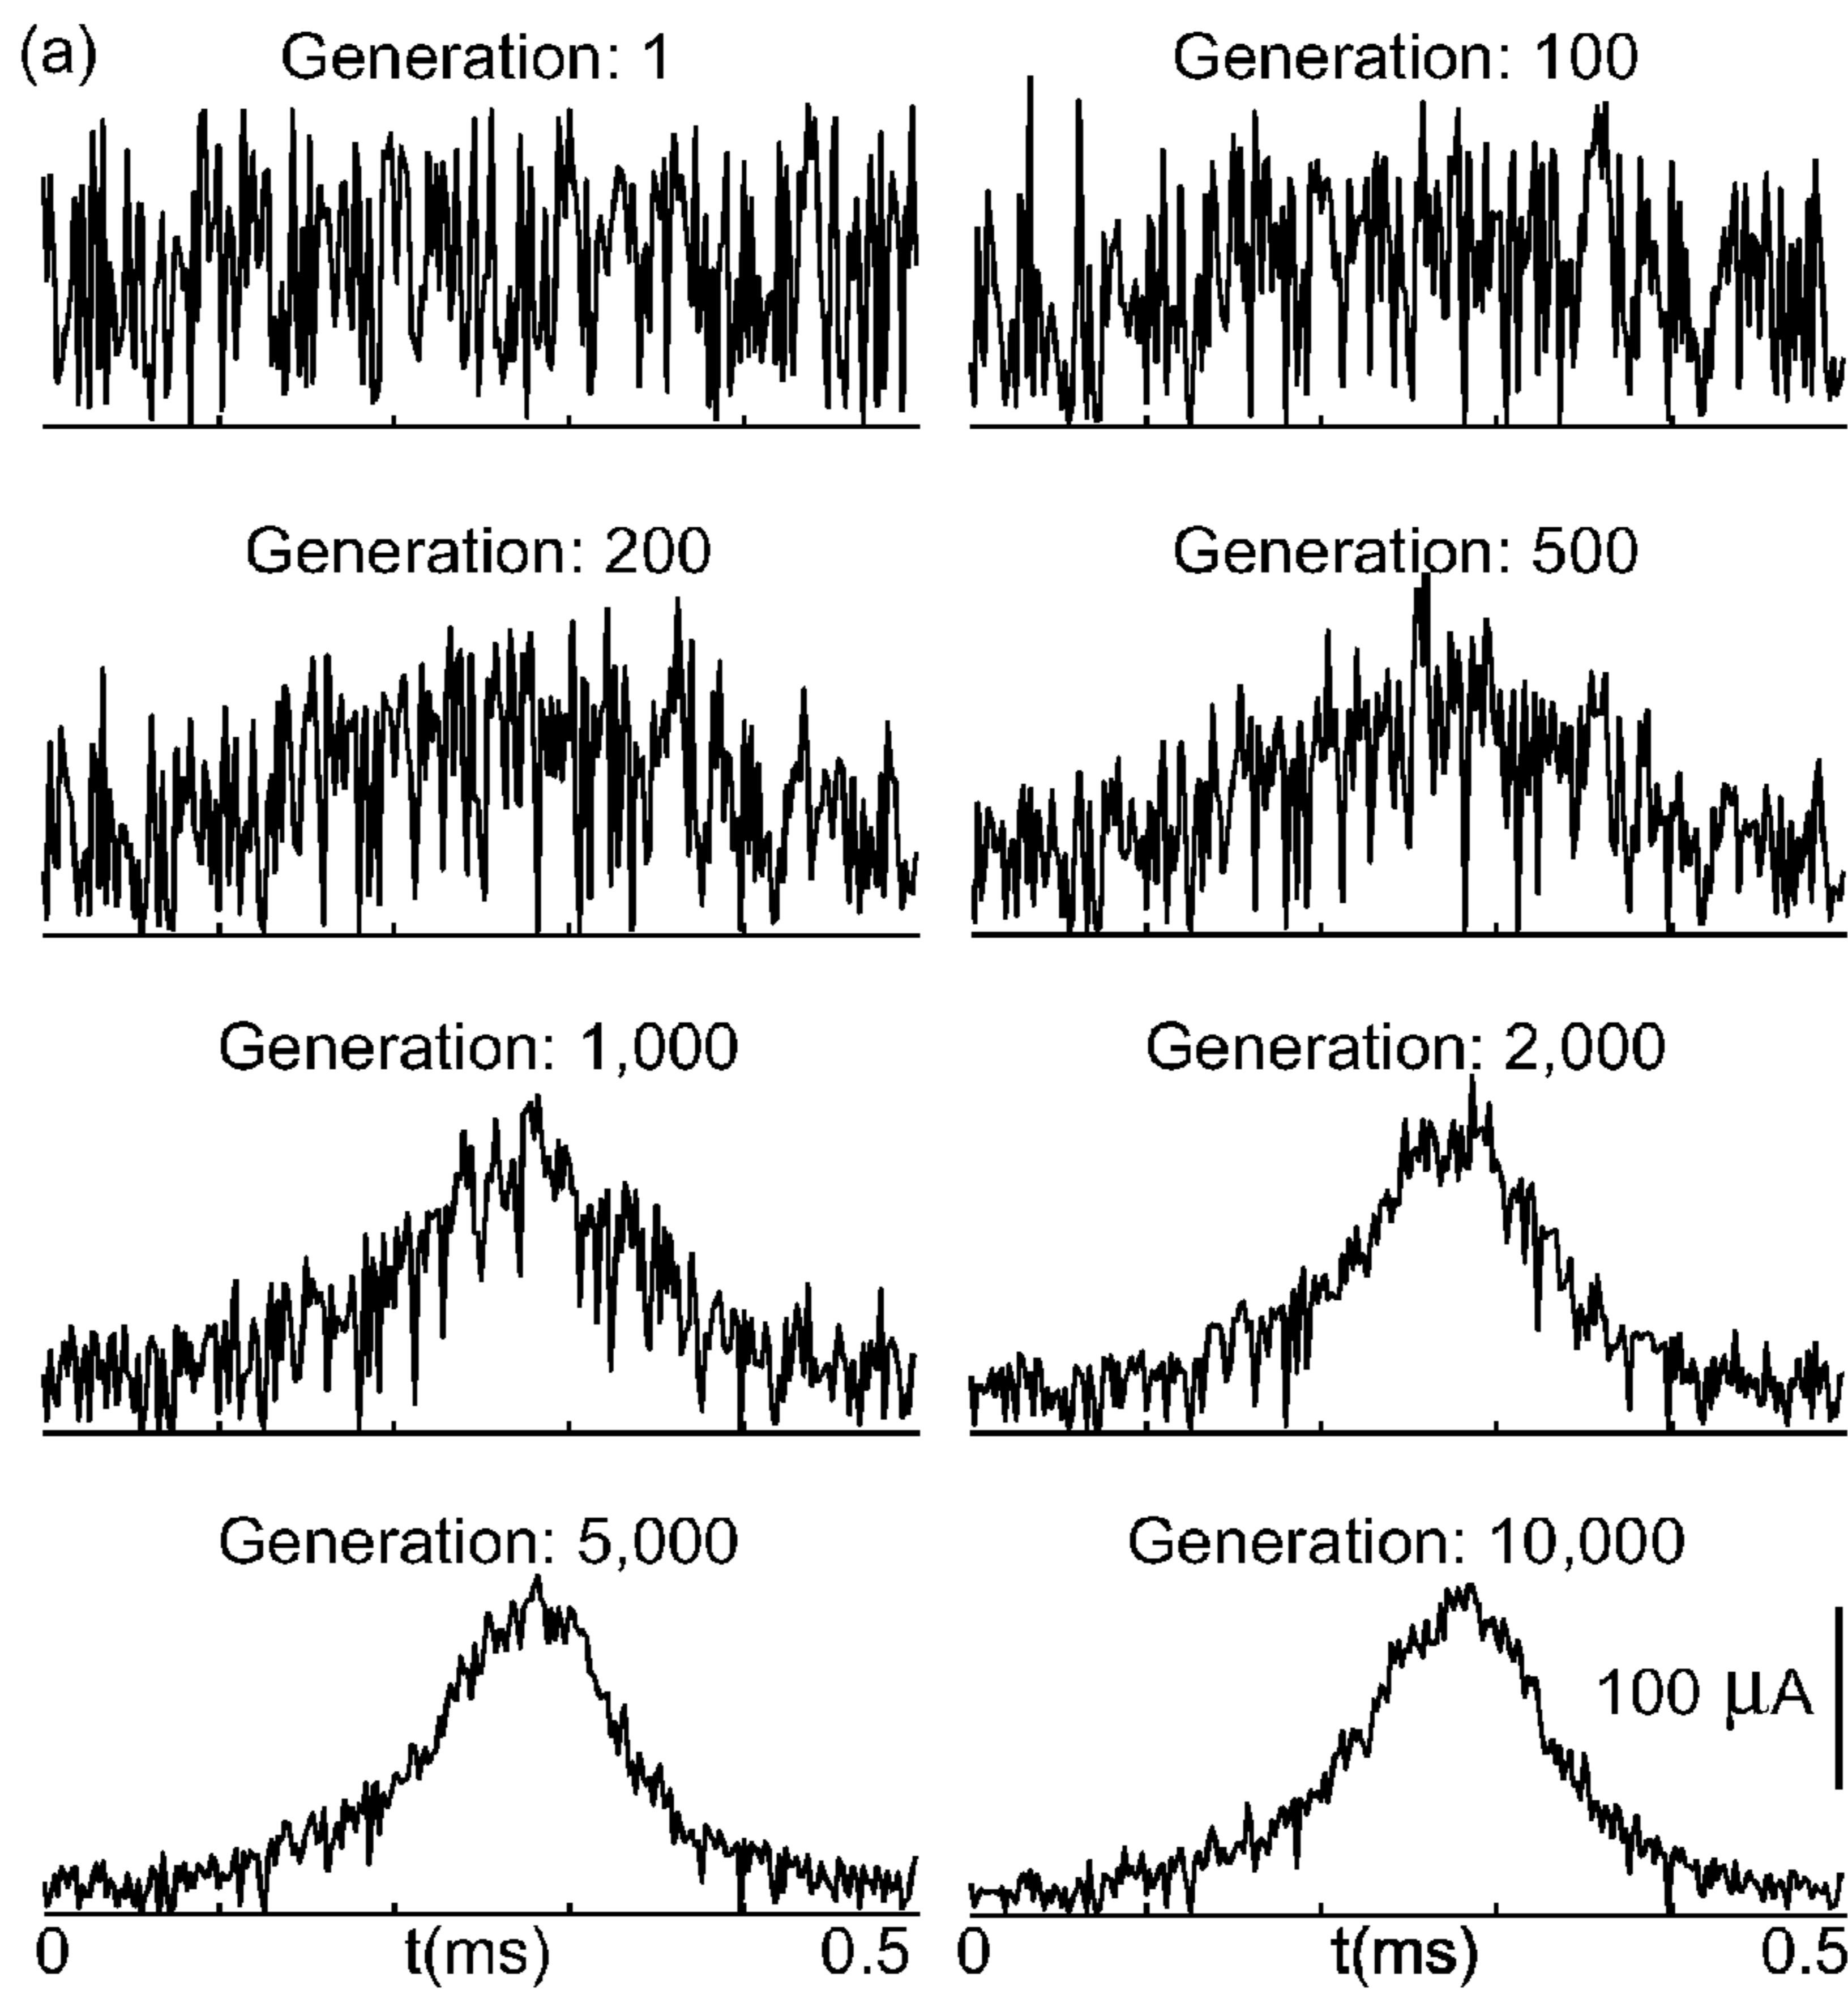 (a)
Generation: 1
Generation: 100
Generation: 200
Generation: 500
Generation: 1,000
Generation: 2,000
Generation: 5,000
Generation: 10,000
100 μA
0 t(ms) 0.5
0 t(ms) 0.5